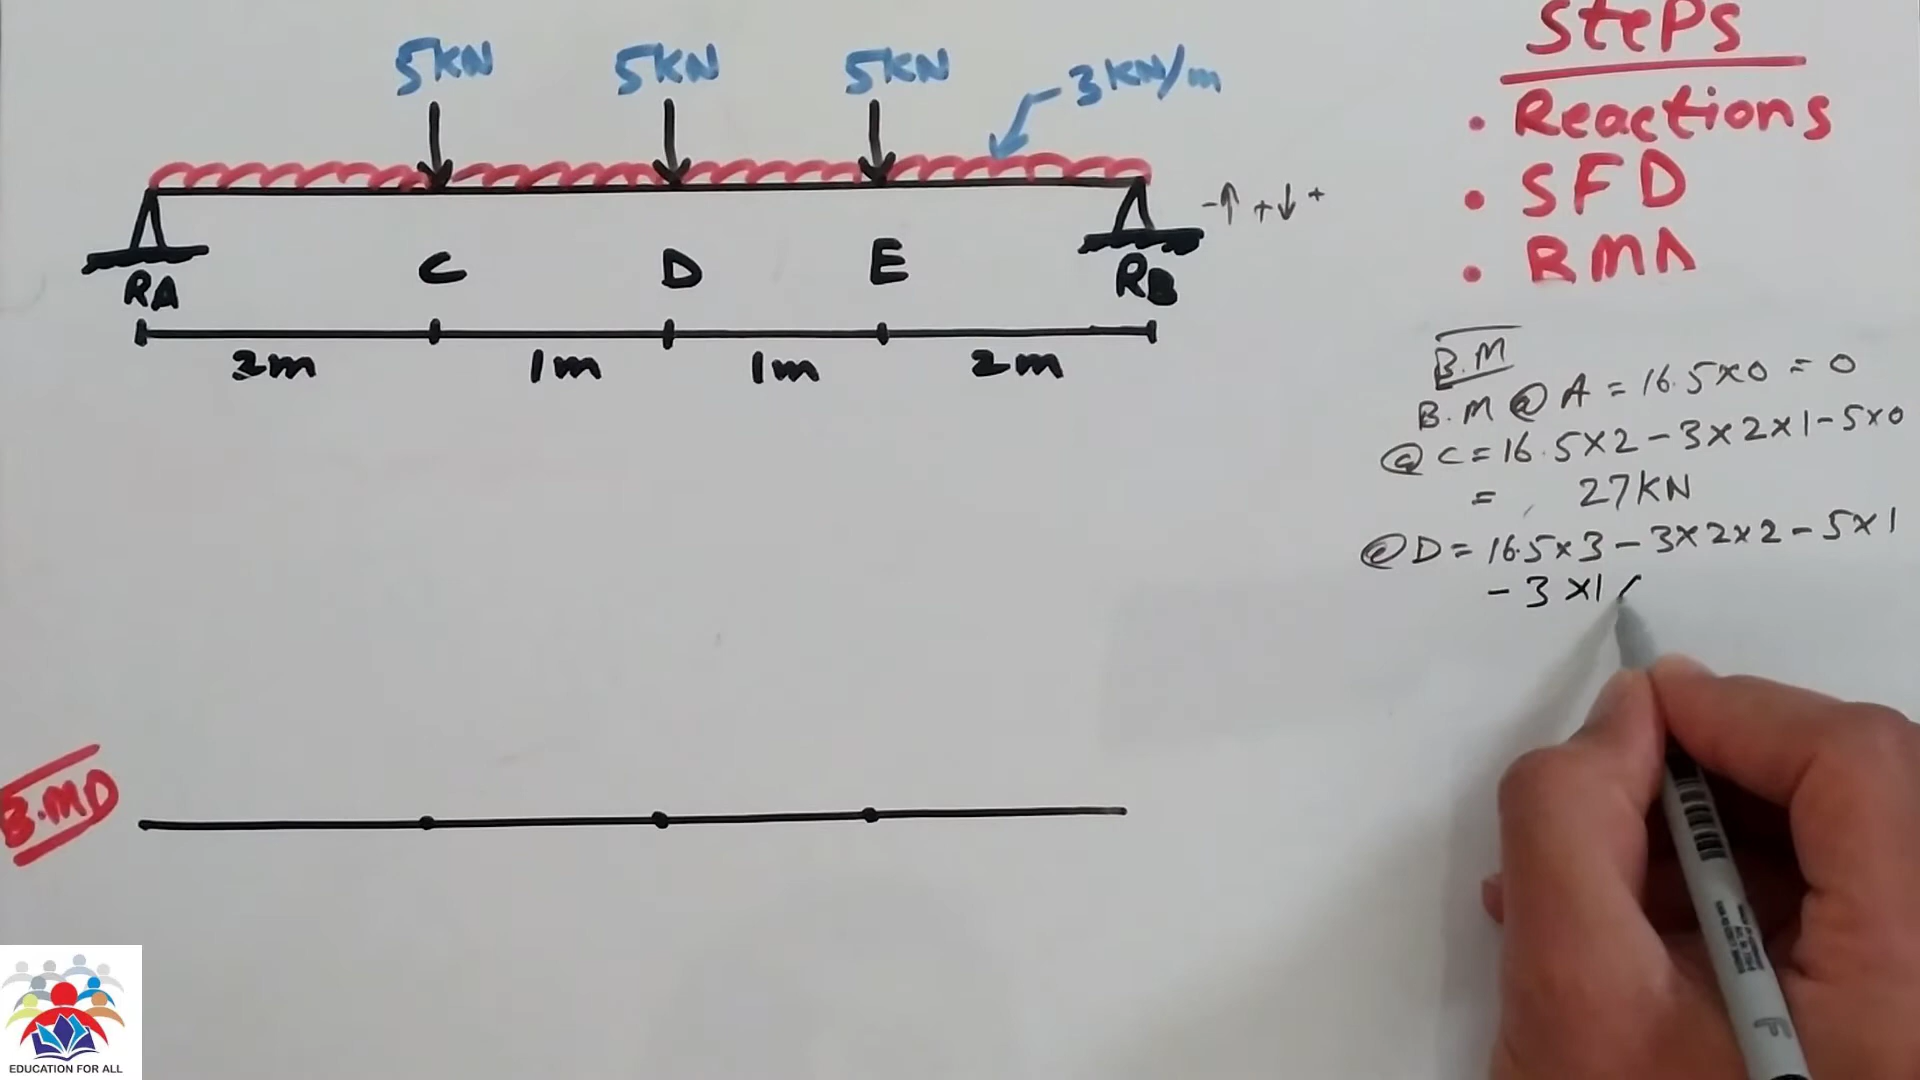 5KN 5KN 5KN 3KN/m
-↑ +↓ +
RA C D E RB
2m 1m 1m 2m
Steps
• Reactions
• SFD
• BMD
B.M
B.M @ A = 16.5×0 = 0
@ C = 16.5×2 - 3×2×1 - 5×0
= 27KN
@ D = 16.5×3 - 3×2×2 - 5×1
- 3×1
B.MD
F
EDUCATION FOR ALL